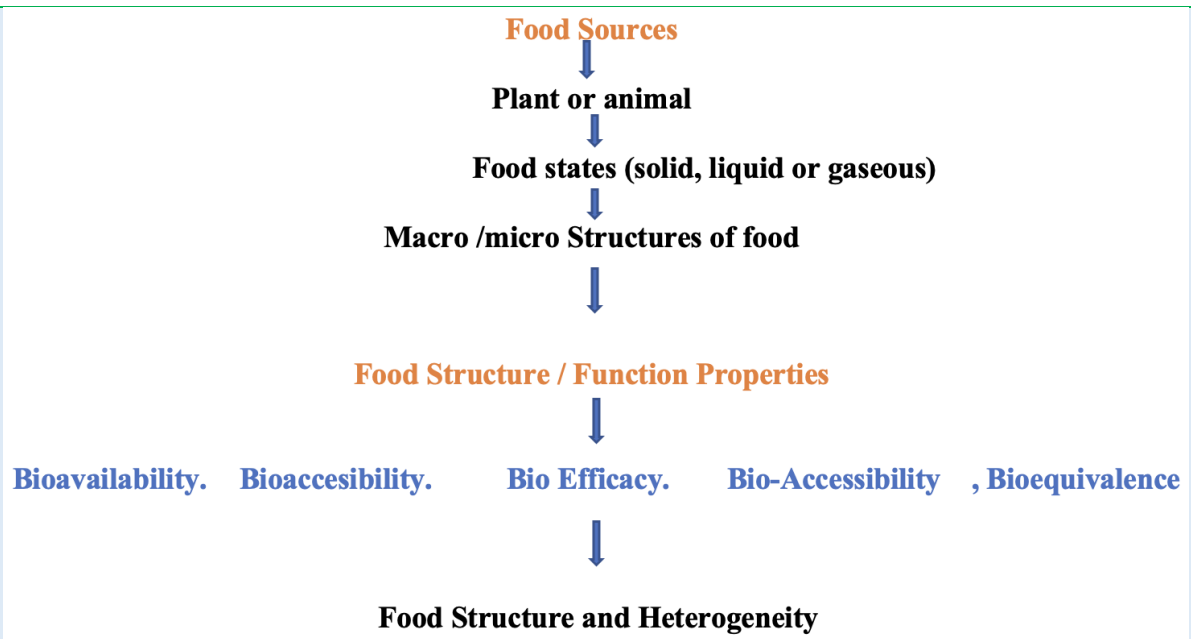 Food Sources
Plant or animal
Food states (solid, liquid or gaseous)
Macro /micro Structures of food
Food Structure / Function Properties
Bioavailability. Bioaccesibility. Bio Efficacy. Bio-Accessibility , Bioequivalence
Food Structure and Heterogeneity